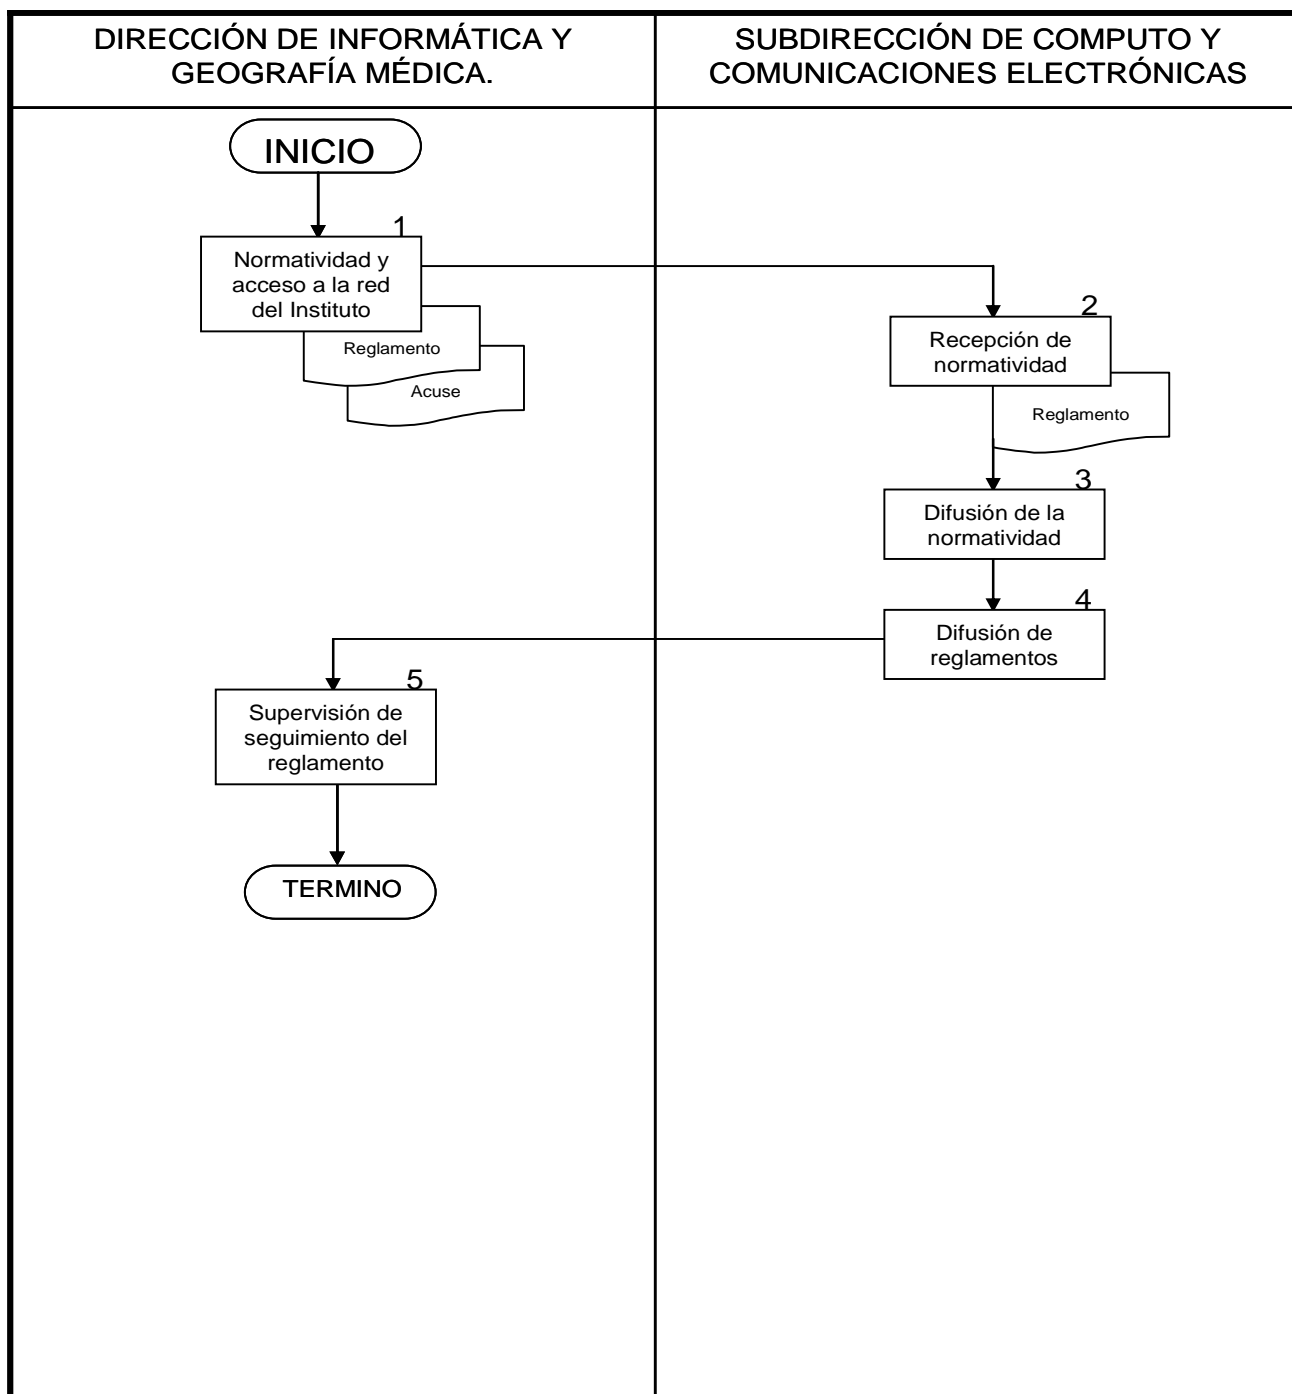 DIRECCIÓN DE INFORMÁTICA Y
GEOGRAFÍA MÉDICA.
SUBDIRECCIÓN DE COMPUTO Y
COMUNICACIONES ELECTRÓNICAS
INICIO
1
Normatividad y
acceso a la red
del Instituto
Reglamento
Acuse
2
Recepción de
normatividad
Reglamento
3
Difusión de la
normatividad
4
Difusión de
reglamentos
5
Supervisión de
seguimiento del
reglamento
TERMINO